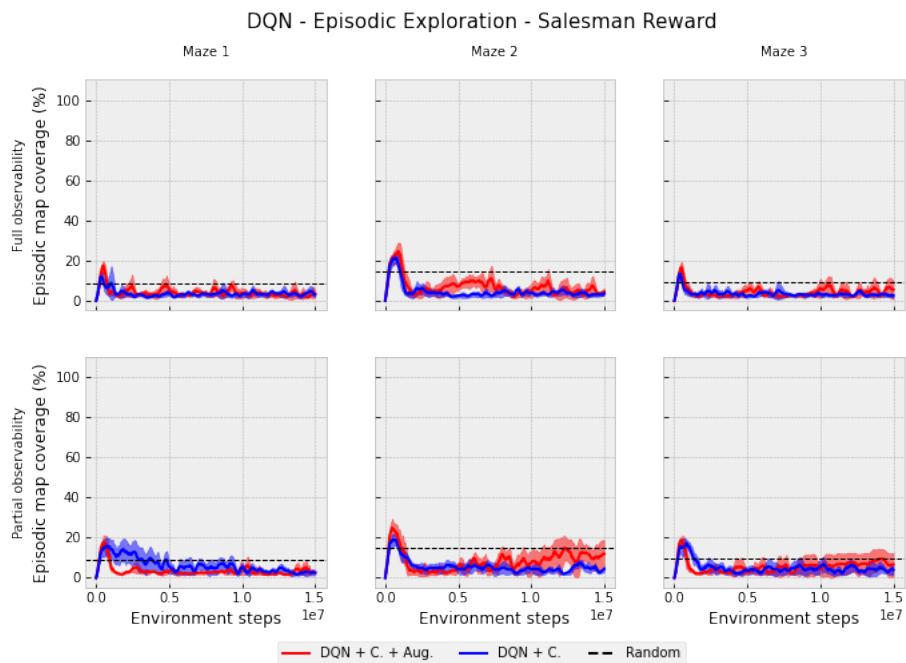 DQN - Episodic Exploration - Salesman Reward
Maze 1
Maze 2
Maze 3
Full observability
Episodic map coverage (%)
100
80
60
40
20
0
Partial observability
Episodic map coverage (%)
100
80
60
40
20
0
0.0 0.5 1.0 1.5
1e7
Environment steps
0.0 0.5 1.0 1.5
1e7
Environment steps
0.0 0.5 1.0 1.5
1e7
Environment steps
DQN + C. + Aug. DQN + C. Random